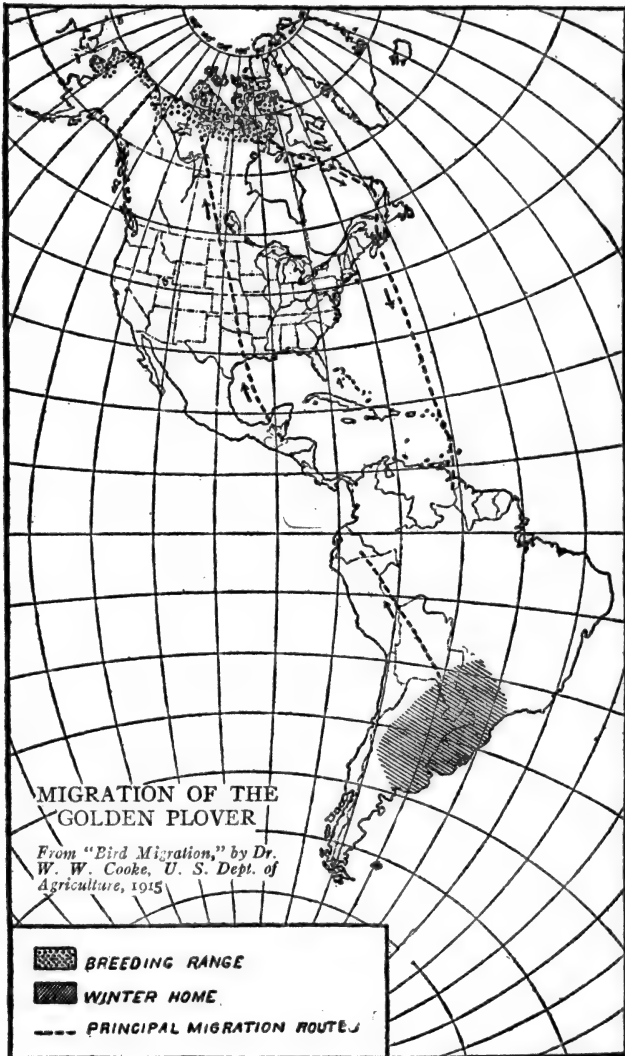 MIGRATION OF THE
GOLDEN PLOVER
From "Bird Migration," by Dr.
W. W. Cooke, U. S. Dept. of
Agriculture, 1915
BREEDING RANGE
WINTER HOME
PRINCIPAL MIGRATION ROUTES